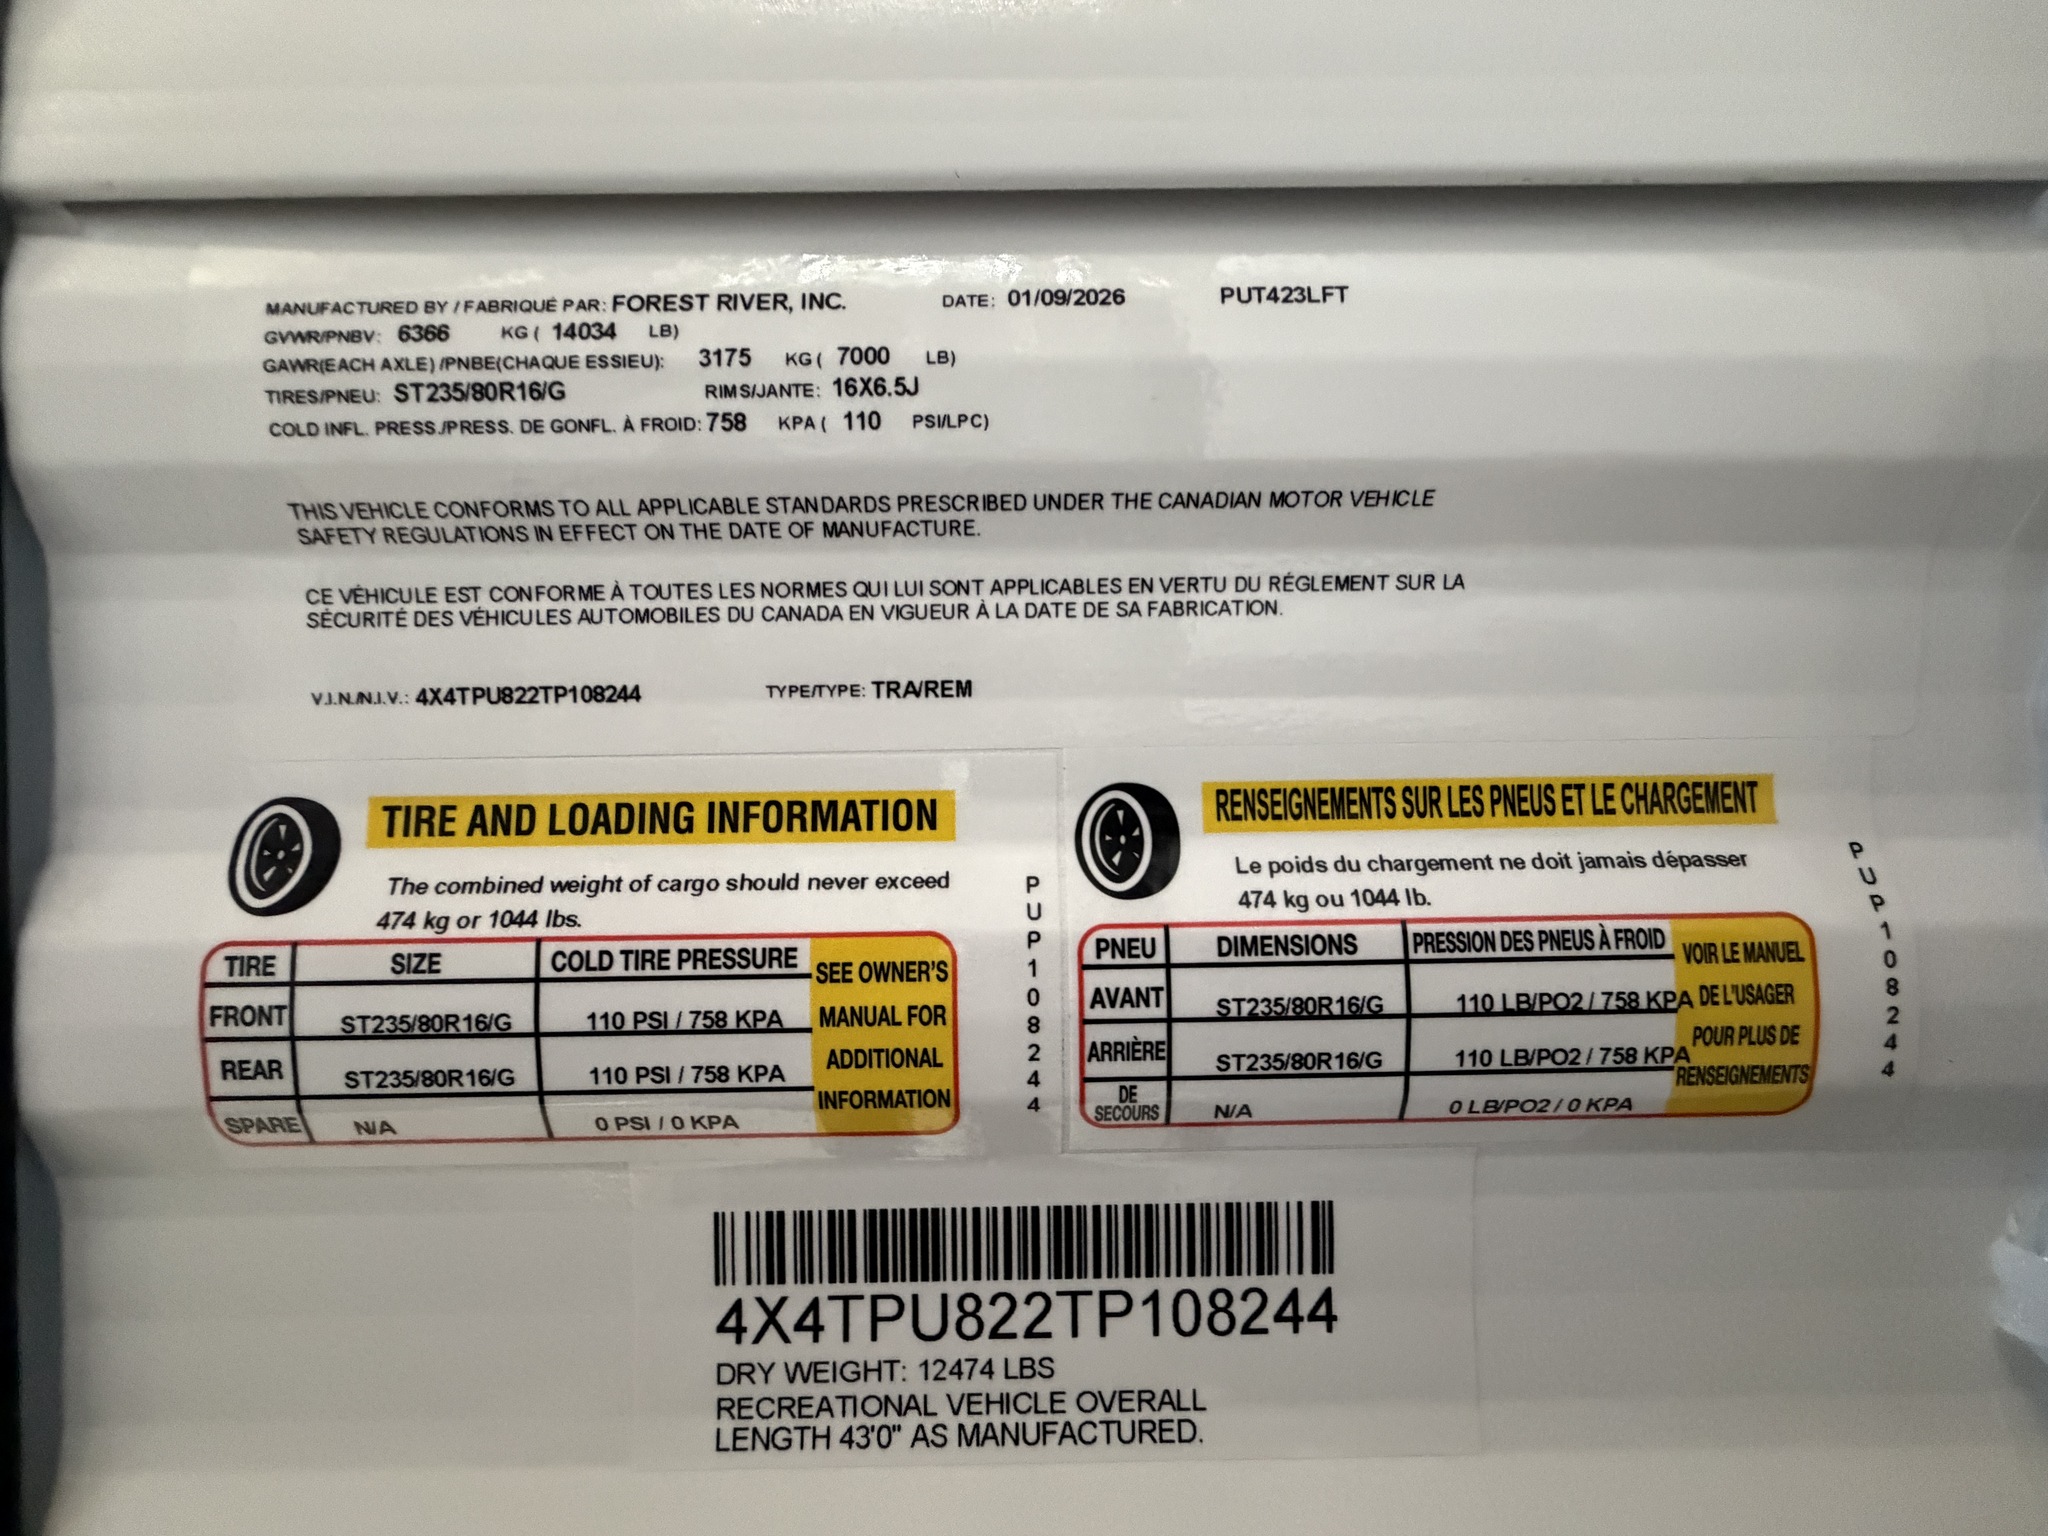 MANUFACTURED BY / FABRIQUÉ PAR: FOREST RIVER, INC. DATE: 01/09/2026 PUT423LFT
GVWR/PNBV: 6366 KG ( 14034 LB)
GAWR(EACH AXLE) /PNBE(CHAQUE ESSIEU): 3175 KG ( 7000 LB)
TIRES/PNEU: ST235/80R16/G RIMS/JANTE: 16X6.5J
COLD INFL. PRESS./PRESS. DE GONFL. À FROID: 758 KPA ( 110 PSI/LPC)
THIS VEHICLE CONFORMS TO ALL APPLICABLE STANDARDS PRESCRIBED UNDER THE CANADIAN MOTOR VEHICLE
SAFETY REGULATIONS IN EFFECT ON THE DATE OF MANUFACTURE.
CE VÉHICULE EST CONFORME À TOUTES LES NORMES QUI LUI SONT APPLICABLES EN VERTU DU RÉGLEMENT SUR LA
SÉCURITÉ DES VÉHICULES AUTOMOBILES DU CANADA EN VIGUEUR À LA DATE DE SA FABRICATION.
V.I.N./N.I.V.: 4X4TPU822TP108244 TYPE/TYPE: TRA/REM
TIRE AND LOADING INFORMATION
The combined weight of cargo should never exceed
474 kg or 1044 lbs.
TIRE SIZE COLD TIRE PRESSURE
FRONT ST235/80R16/G 110 PSI / 758 KPA
REAR ST235/80R16/G 110 PSI / 758 KPA
SPARE N/A 0 PSI / 0 KPA
SEE OWNER'S
MANUAL FOR
ADDITIONAL
INFORMATION
PUP108244
RENSEIGNEMENTS SUR LES PNEUS ET LE CHARGEMENT
Le poids du chargement ne doit jamais dépasser
474 kg ou 1044 lb.
PNEU DIMENSIONS PRESSION DES PNEUS À FROID
AVANT ST235/80R16/G 110 LB/PO2 / 758 KPA
ARRIÈRE ST235/80R16/G 110 LB/PO2 / 758 KPA
DE
SECOURS N/A 0 LB/PO2 / 0 KPA
VOIR LE MANUEL
DE L'USAGER
POUR PLUS DE
RENSEIGNEMENTS
PUP108244
4X4TPU822TP108244
DRY WEIGHT: 12474 LBS
RECREATIONAL VEHICLE OVERALL
LENGTH 43'0" AS MANUFACTURED.